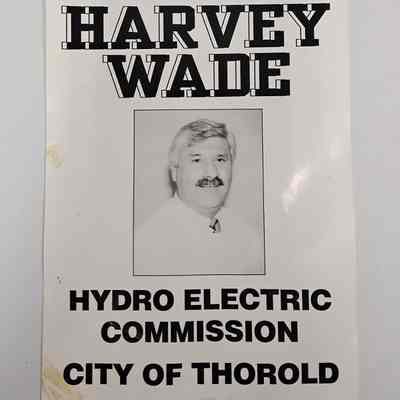 HARVEY
WADE
HYDRO ELECTRIC
COMMISSION
CITY OF THOROLD